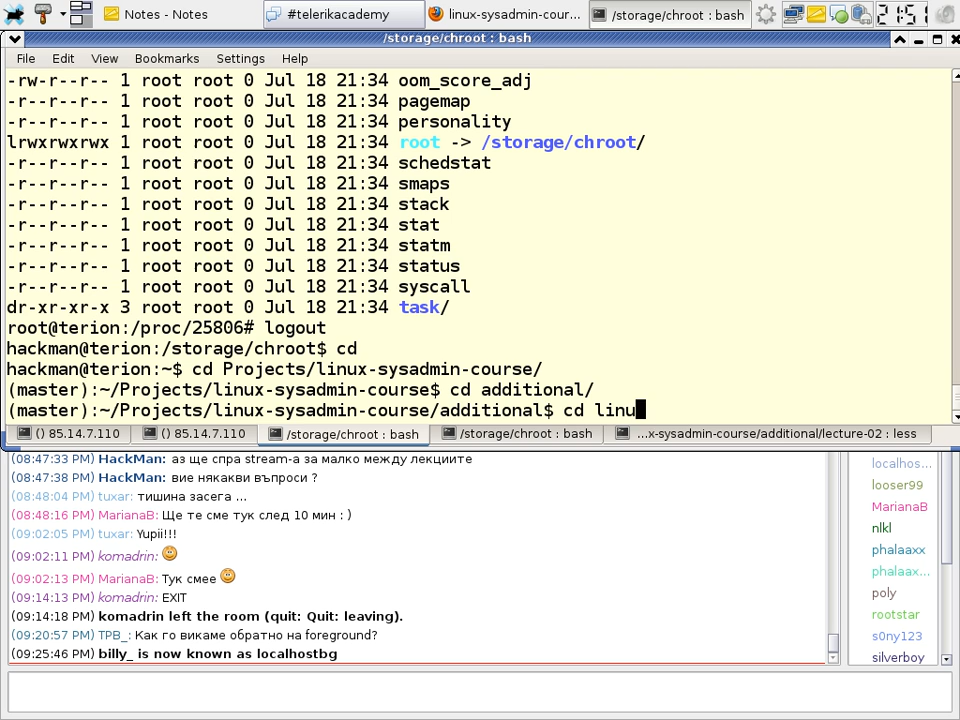 Notes - Notes
#telerikacademy
linux-sysadmin-cour...
/storage/chroot : bash
21:51
/storage/chroot : bash
File Edit View Bookmarks Settings Help
-rw-r--r-- 1 root root 0 Jul 18 21:34 oom_score_adj
-r--r--r-- 1 root root 0 Jul 18 21:34 pagemap
-r--r--r-- 1 root root 0 Jul 18 21:34 personality
lrwxrwxrwx 1 root root 0 Jul 18 21:34 root -> /storage/chroot/
-r--r--r-- 1 root root 0 Jul 18 21:34 schedstat
-r--r--r-- 1 root root 0 Jul 18 21:34 smaps
-r--r--r-- 1 root root 0 Jul 18 21:34 stack
-r--r--r-- 1 root root 0 Jul 18 21:34 stat
-r--r--r-- 1 root root 0 Jul 18 21:34 statm
-r--r--r-- 1 root root 0 Jul 18 21:34 status
-r--r--r-- 1 root root 0 Jul 18 21:34 syscall
dr-xr-xr-x 3 root root 0 Jul 18 21:34 task/
root@terion:/proc/25806# logout
hackman@terion:/storage/chroot$ cd
hackman@terion:~$ cd Projects/linux-sysadmin-course/
(master):~/Projects/linux-sysadmin-course$ cd additional/
(master):~/Projects/linux-sysadmin-course/additional$ cd linu
() 85.14.7.110
() 85.14.7.110
/storage/chroot : bash
/storage/chroot : bash
...x-sysadmin-course/additional/lecture-02 : less
(08:47:33 PM) HackMan: аз ще спра stream-а за малко между лекциите
(08:47:38 PM) HackMan: вие някакви въпроси ?
(08:48:04 PM) tuxar: тишина засега ...
(08:48:16 PM) MarianaB: Ще те сме тук след 10 мин : )
(09:02:05 PM) tuxar: Yupii!!!
(09:02:11 PM) komadrin:
(09:02:13 PM) MarianaB: Тук смее
(09:14:13 PM) komadrin: EXIT
(09:14:18 PM) komadrin left the room (quit: Quit: leaving).
(09:20:57 PM) TPB_: Как го викаме обратно на foreground?
(09:25:46 PM) billy_ is now known as localhostbg
localhos...
looser99
MarianaB
nlkl
phalaaxx
phalaax...
poly
rootstar
s0ny123
silverboy